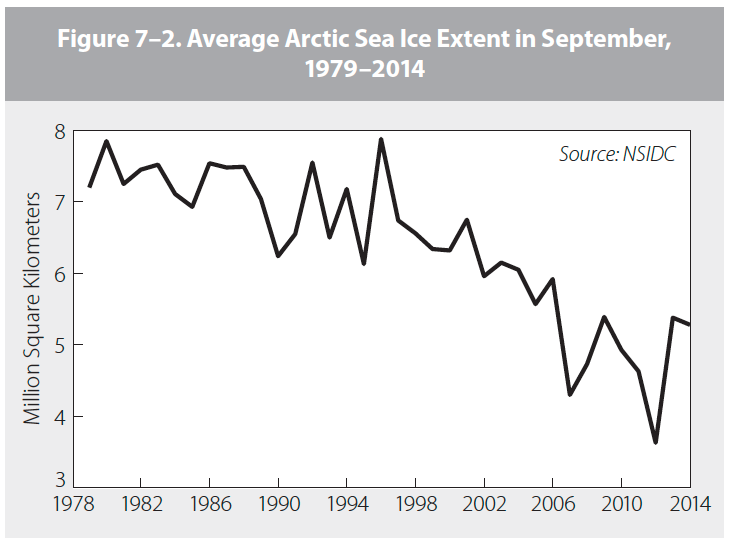 Figure 7–2. Average Arctic Sea Ice Extent in September,
1979–2014
Source: NSIDC
Million Square Kilometers
8
7
6
5
4
3
1978 1982 1986 1990 1994 1998 2002 2006 2010 2014